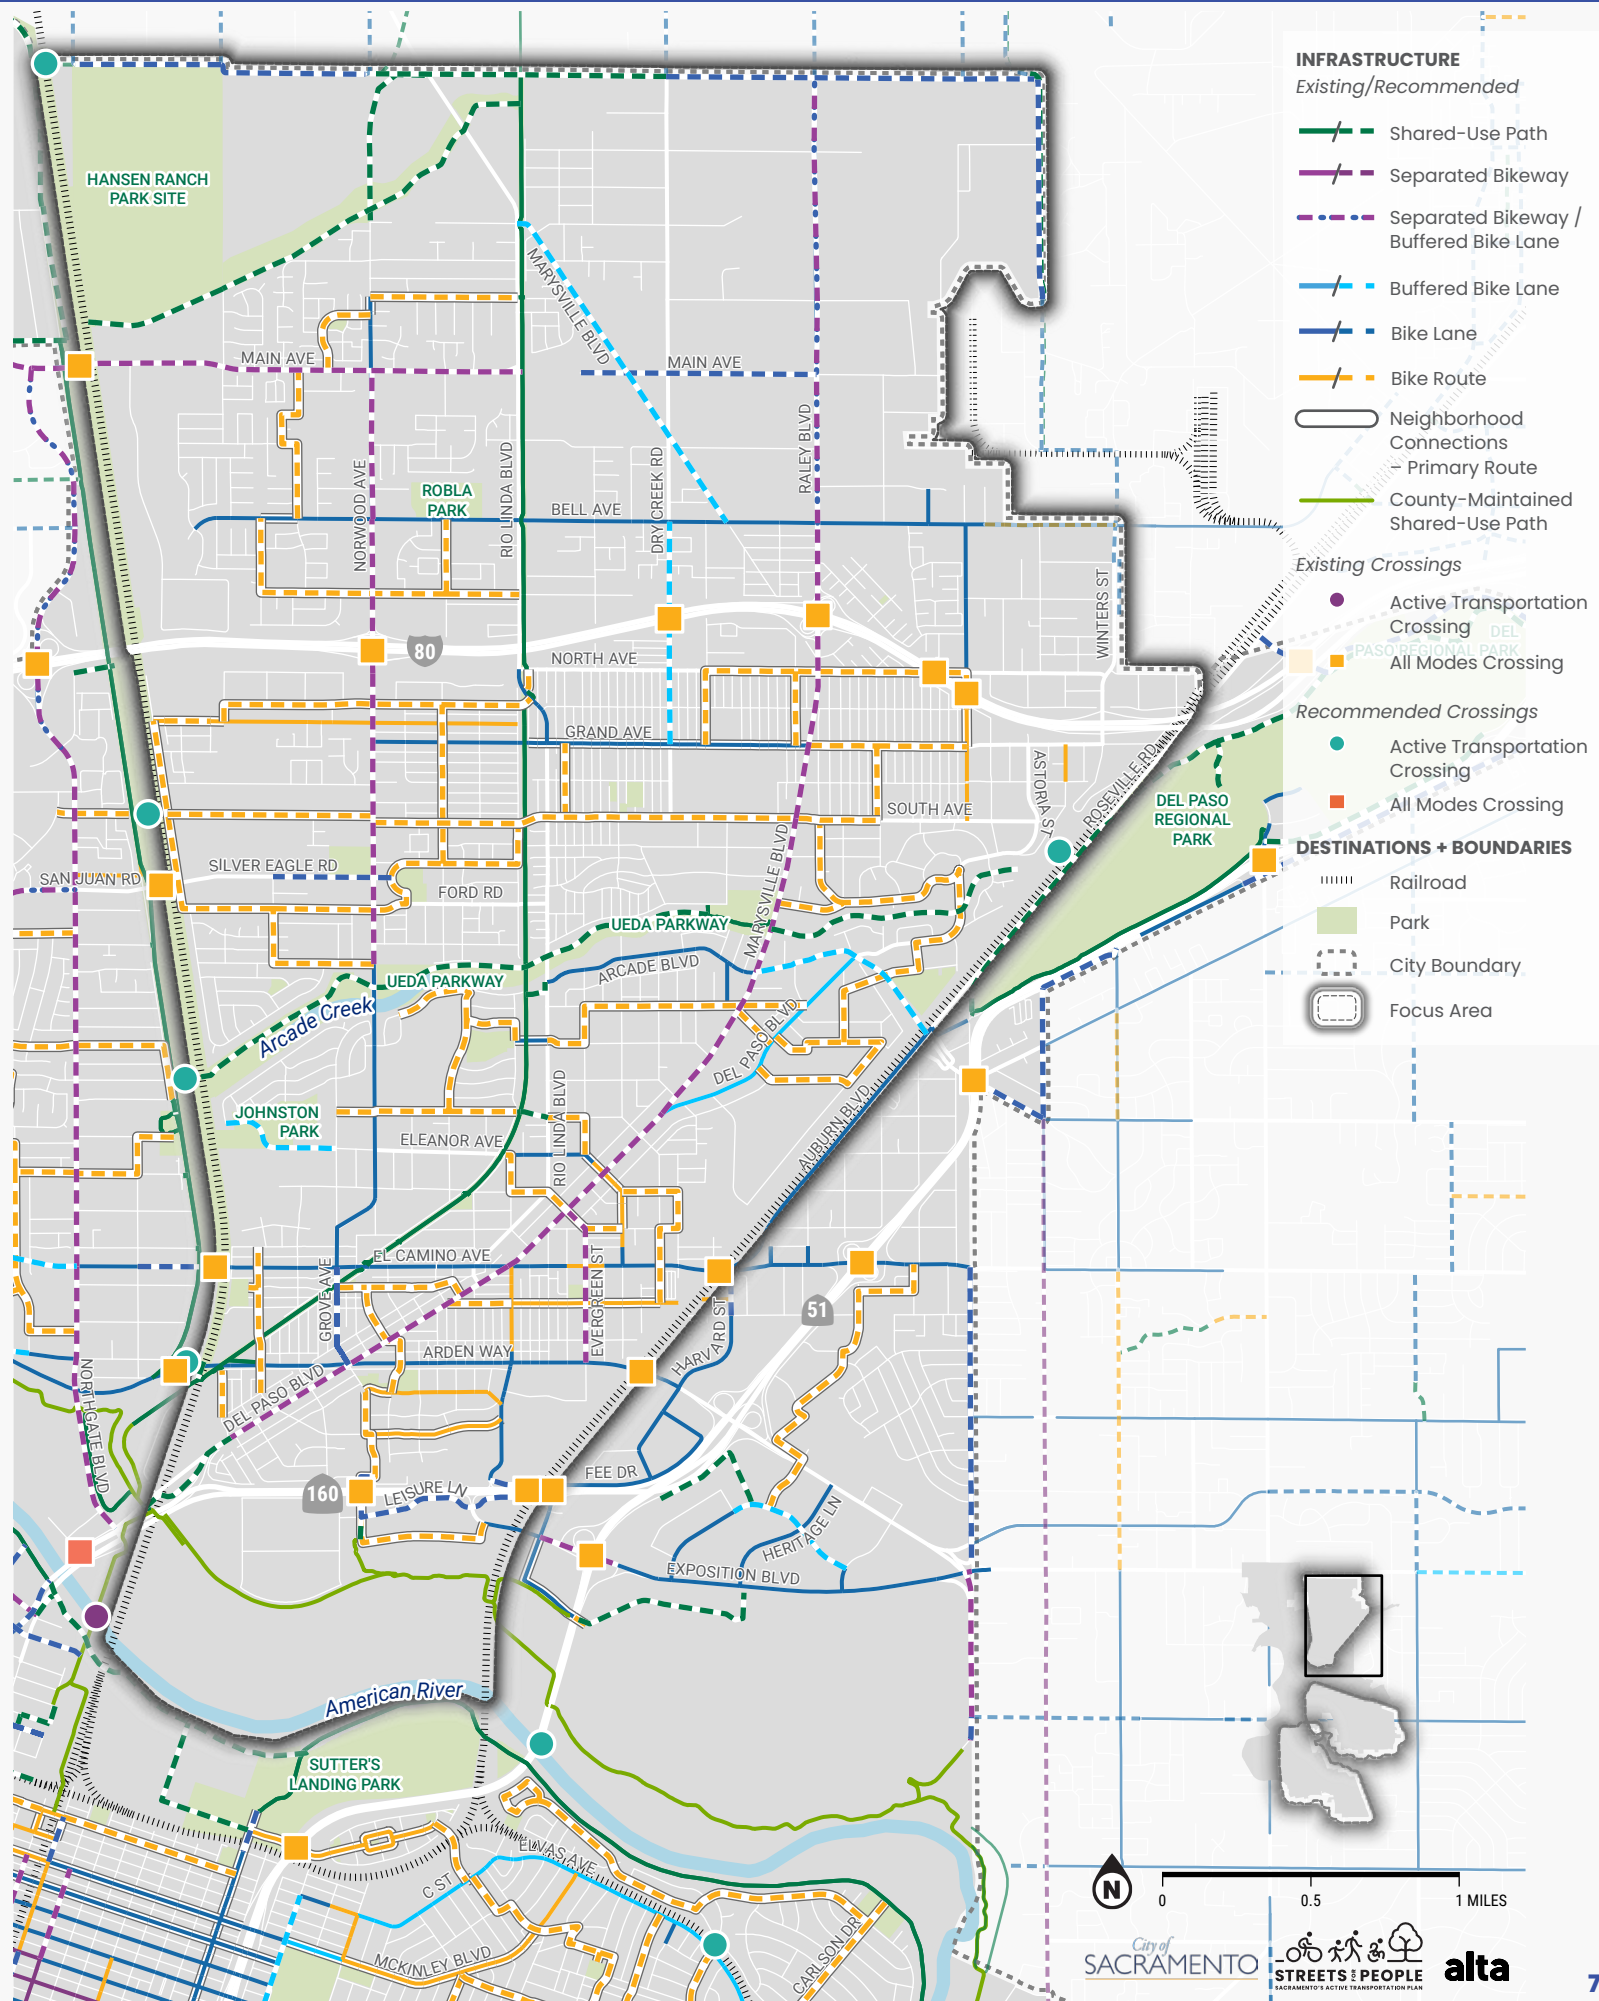 INFRASTRUCTURE
Existing/Recommended
Shared-Use Path
Separated Bikeway
Separated Bikeway /
Buffered Bike Lane
Buffered Bike Lane
Bike Lane
Bike Route
Neighborhood
Connections
– Primary Route
County-Maintained
Shared-Use Path
Existing Crossings
Active Transportation
Crossing
All Modes Crossing
Recommended Crossings
Active Transportation
Crossing
All Modes Crossing
DESTINATIONS + BOUNDARIES
Railroad
Park
City Boundary
Focus Area
DEL
PASO REGIONAL PARK
HANSEN RANCH
PARK SITE
MARYSVILLE BLVD
MAIN AVE
MAIN AVE
RALEY BLVD
NORWOOD AVE
ROBLA
PARK
RIO LINDA BLVD
DRY CREEK RD
BELL AVE
WINTERS ST
80
NORTH AVE
GRAND AVE
ASTORIA ST
ROSEVILLE RD
SOUTH AVE
DEL PASO
REGIONAL
PARK
SILVER EAGLE RD
SAN JUAN RD
FORD RD
MARYSVILLE BLVD
UEDA PARKWAY
ARCADE BLVD
UEDA PARKWAY
Arcade Creek
DEL PASO BLVD
RIO LINDA BLVD
JOHNSTON
PARK
ELEANOR AVE
AUBURN BLVD
EL CAMINO AVE
GROVE AVE
EVERGREEN ST
HARVARD ST
51
ARDEN WAY
NORTHGATE BLVD
DEL PASO BLVD
FEE DR
160
LEISURE LN
HERITAGE LN
EXPOSITION BLVD
American River
SUTTER'S
LANDING PARK
ELVAS AVE
C ST
MCKINLEY BLVD
CARLSON DR
N
0 0.5 1 MILES
City of
SACRAMENTO
STREETS FOR PEOPLE
SACRAMENTO'S ACTIVE TRANSPORTATION PLAN
alta
7